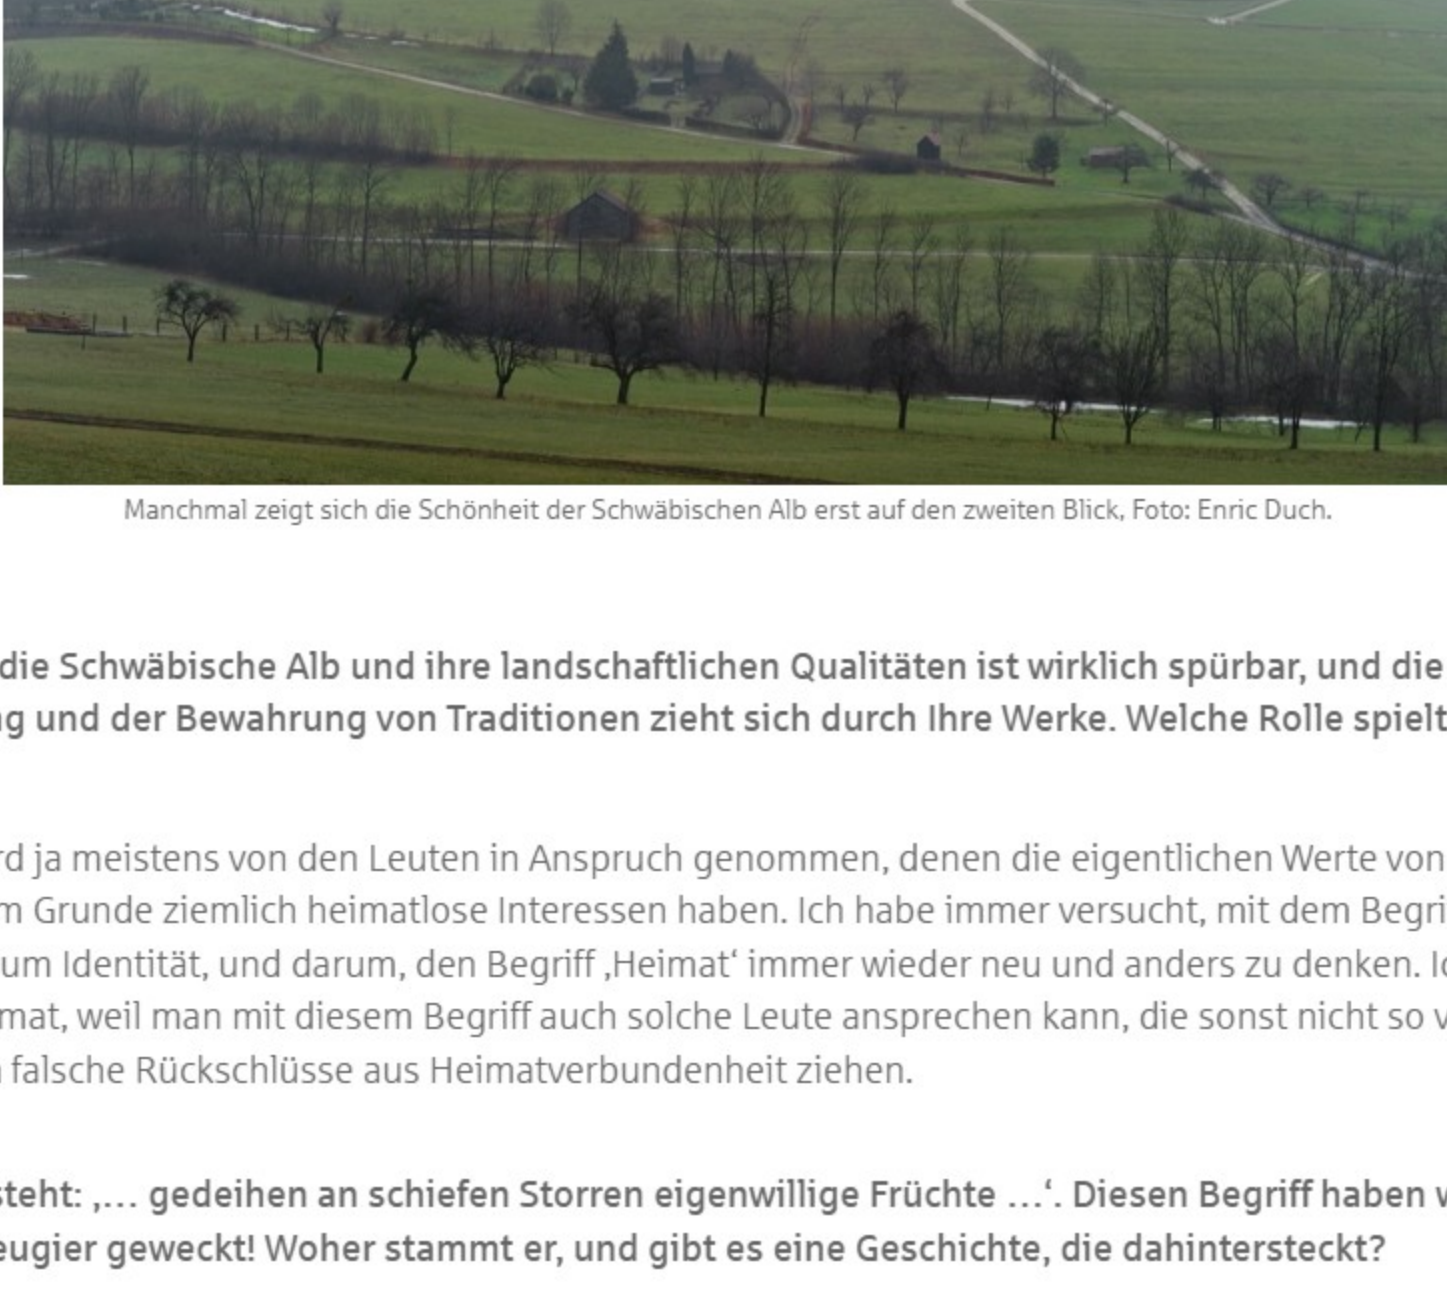 Manchmal zeigt sich die Schönheit der Schwäbischen Alb erst auf den zweiten Blick, Foto: Enric Duch.
die Schwäbische Alb und ihre landschaftlichen Qualitäten ist wirklich spürbar, und die
und der Bewahrung von Traditionen zieht sich durch Ihre Werke. Welche Rolle spielt
ja meistens von den Leuten in Anspruch genommen, denen die eigentlichen Werte von
Grunde ziemlich heimatlose Interessen haben. Ich habe immer versucht, mit dem
um Identität, und darum, den Begriff ‚Heimat‘ immer wieder neu und anders zu denken.
weil man mit diesem Begriff auch solche Leute ansprechen kann, die sonst nicht so
falsche Rückschlüsse aus Heimatverbundenheit ziehen.
steht: ‚… gedeihen an schiefen Storren eigenwillige Früchte …‘. Diesen Begriff haben
geweckt! Woher stammt er, und gibt es eine Geschichte, die dahintersteckt?